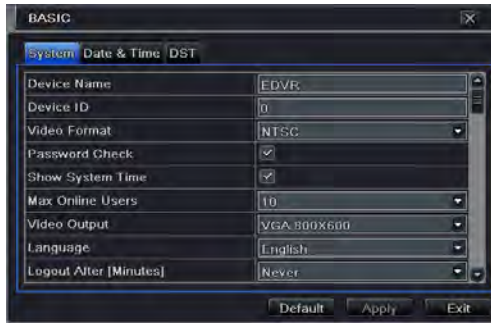 BASIC
System Date & Time DST
Device Name EDVR
Device ID 0
Video Format NTSC
Password Check
Show System Time
Max Online Users 10
Video Output VGA 800X600
Language English
Logout After [Minutes] Never
Default Apply Exit